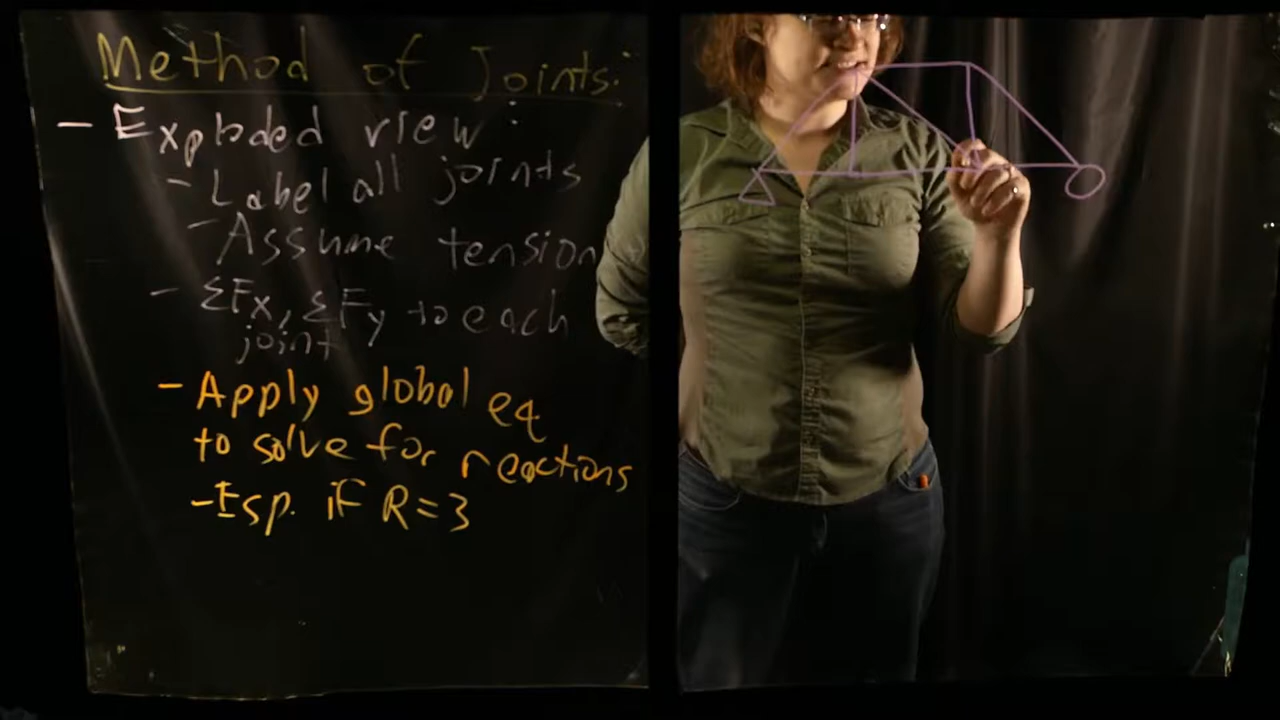 Method of Joints:
- Exploded view:
- Label all joints
- Assume tension
- ΣFx, ΣFy to each
joint
- Apply global eq
to solve for reactions
- Esp. if R=3